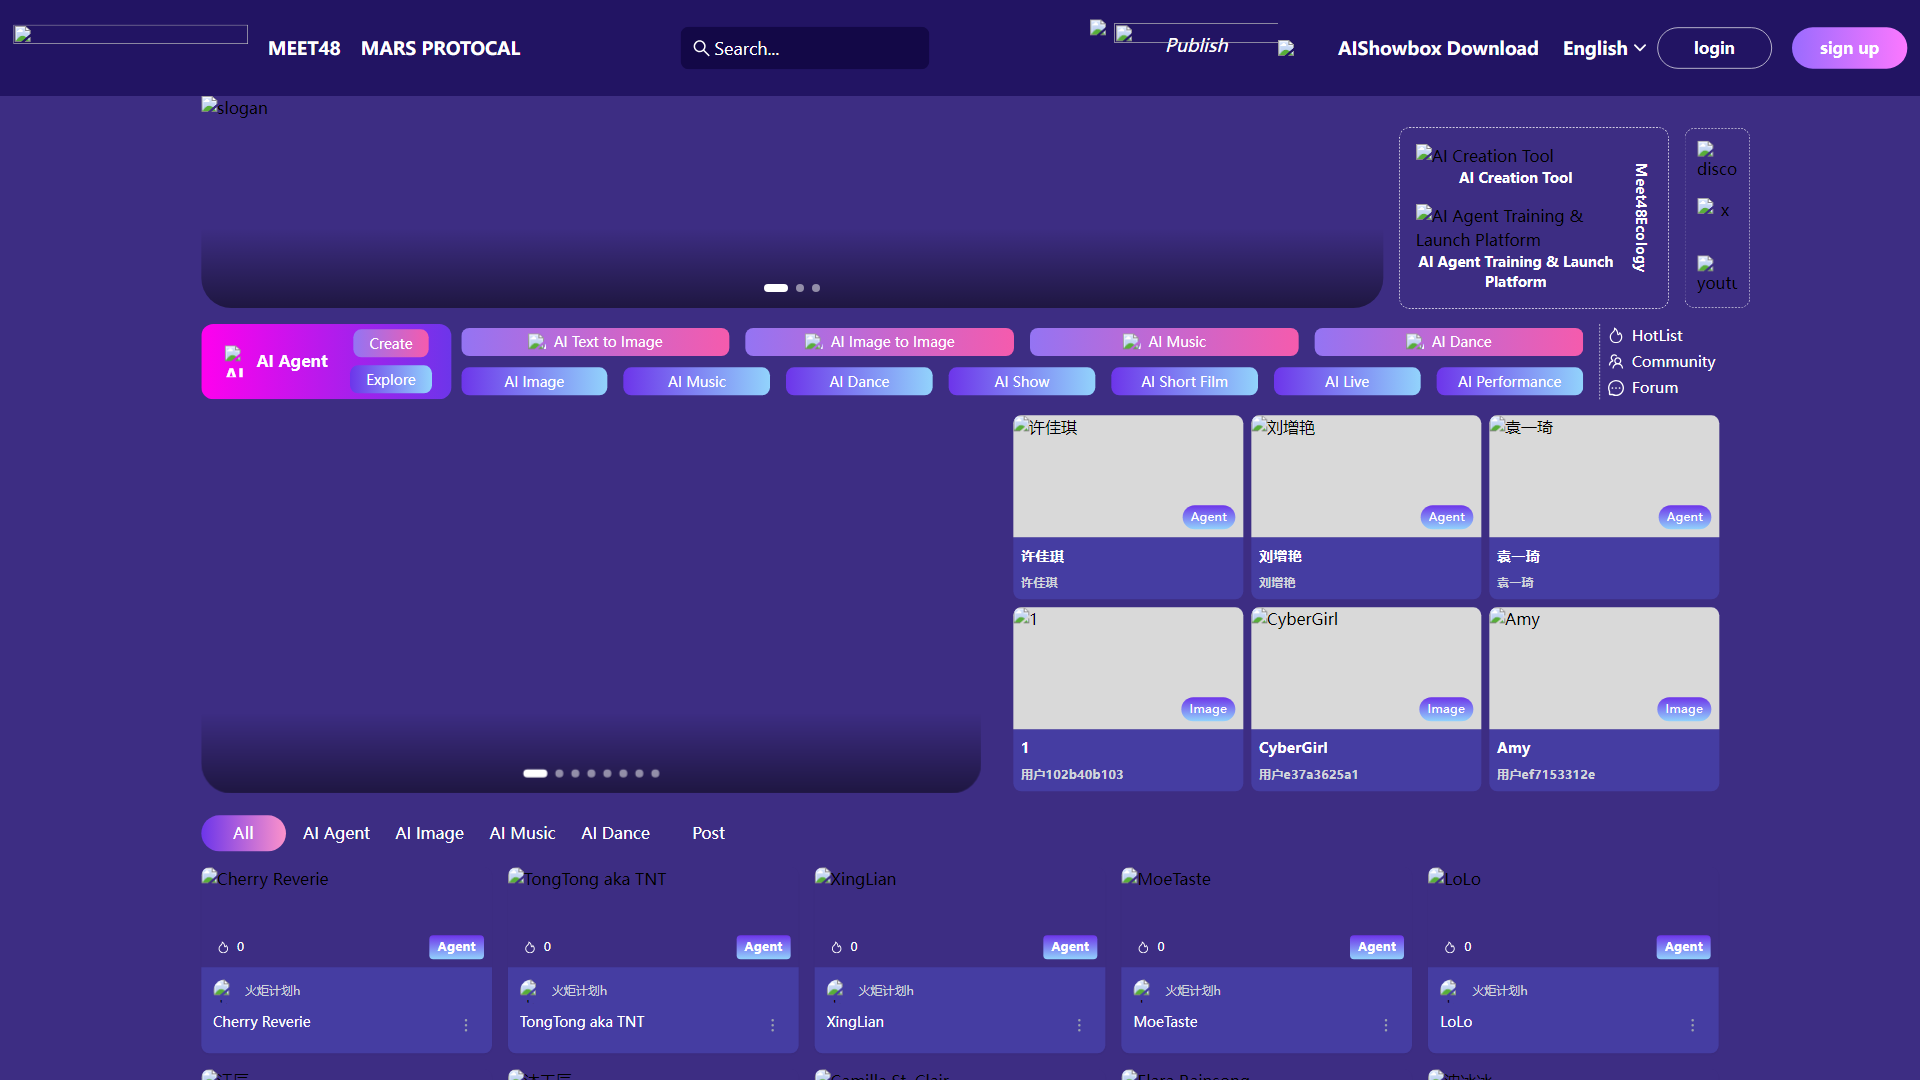 MEET48
MARS PROTOCAL
Search...
Publish
AIShowbox Download
English
login
sign up
slogan
AI Creation Tool
AI Creation Tool
AI Agent Training &
Launch Platform
AI Agent Training & Launch
Platform
Meet48Ecology
disco
x
youtu
AI Agent
Create
Explore
AI Text to Image
AI Image to Image
AI Music
AI Dance
AI Image
AI Music
AI Dance
AI Show
AI Short Film
AI Live
AI Performance
HotList
Community
Forum
许佳琪
Agent
许佳琪
许佳琪
刘增艳
Agent
刘增艳
刘增艳
袁一琦
Agent
袁一琦
袁一琦
1
Image
1
用户102b40b103
CyberGirl
Image
CyberGirl
用户e37a3625a1
Amy
Image
Amy
用户ef7153312e
All
AI Agent
AI Image
AI Music
AI Dance
Post
Cherry Reverie
0
Agent
火炬计划h
Cherry Reverie
TongTong aka TNT
0
Agent
火炬计划h
TongTong aka TNT
XingLian
0
Agent
火炬计划h
XingLian
MoeTaste
0
Agent
火炬计划h
MoeTaste
LoLo
0
Agent
火炬计划h
LoLo